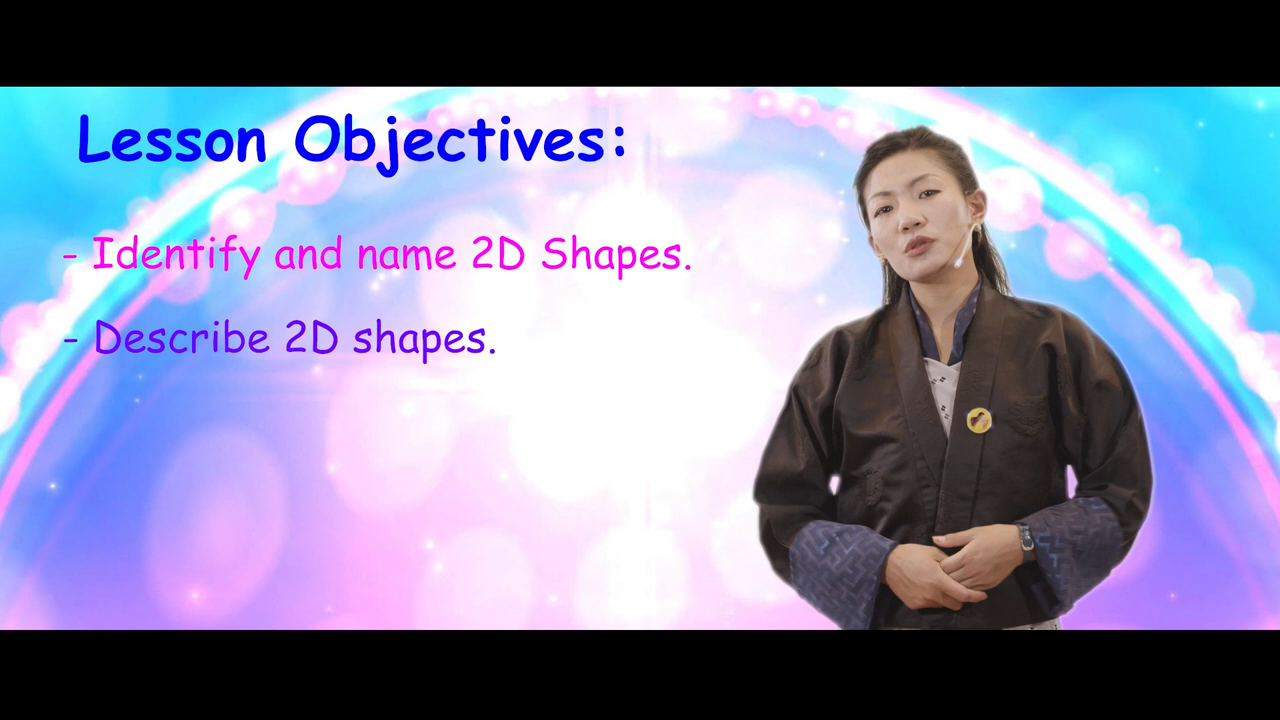 Lesson Objectives:
- Identify and name 2D Shapes.
- Describe 2D shapes.